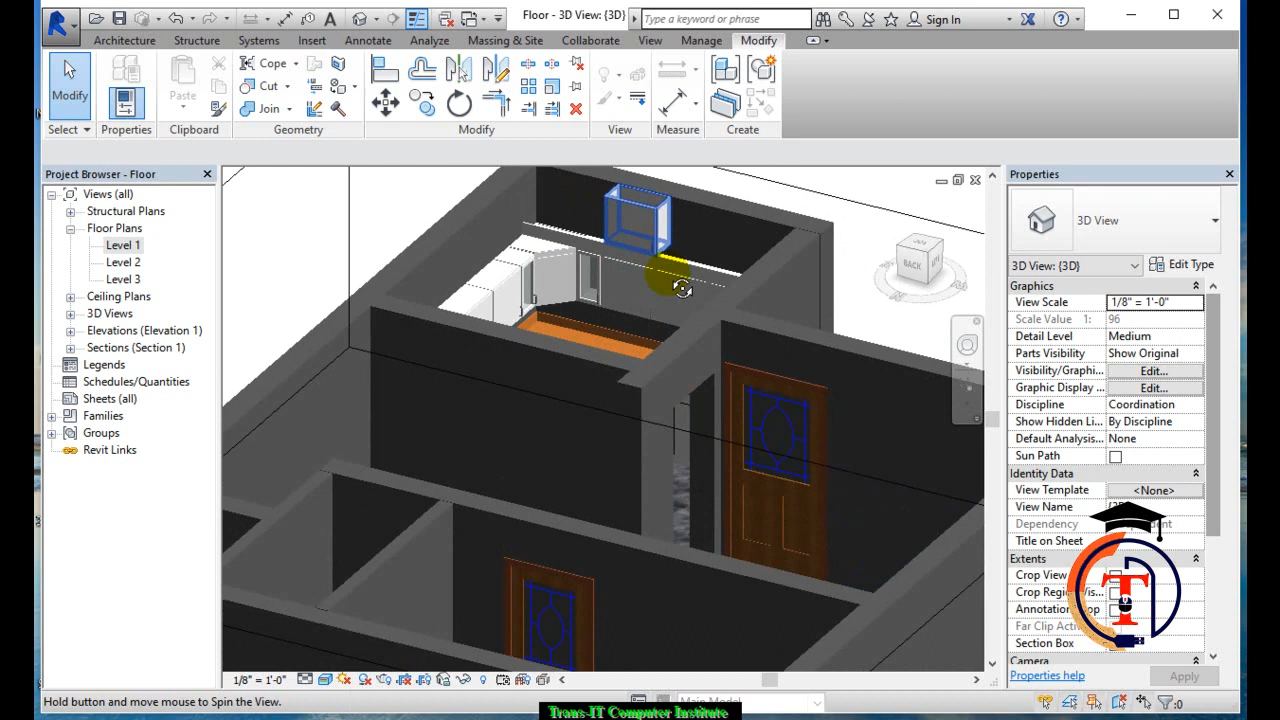 Floor - 3D View: {3D}
Type a keyword or phrase
Sign In
Architecture Structure Systems Insert Annotate Analyze Massing & Site Collaborate View Manage Modify
Modify
Paste
Cope
Cut
Join
Select Properties Clipboard Geometry Modify View Measure Create
Project Browser - Floor
Views (all)
Structural Plans
Floor Plans
Level 1
Level 2
Level 3
Ceiling Plans
3D Views
Elevations (Elevation 1)
Sections (Section 1)
Legends
Schedules/Quantities
Sheets (all)
Families
Groups
Revit Links
BACK
Properties
3D View
3D View: {3D}
Edit Type
Graphics
View Scale 1/8" = 1'-0"
Scale Value 1: 96
Detail Level Medium
Parts Visibility Show Original
Visibility/Graphi... Edit...
Graphic Display ... Edit...
Discipline Coordination
Show Hidden Li... By Discipline
Default Analysis... None
Sun Path
Identity Data
View Template <None>
View Name
Dependency
Title on Sheet
Extents
Crop View
Annotation
Far Clip Acti
Section Box
Camera
Properties help
Apply
1/8" = 1'-0"
Hold button and move mouse to Spin the View.
Main Model
:0
Trans-IT Computer Institute